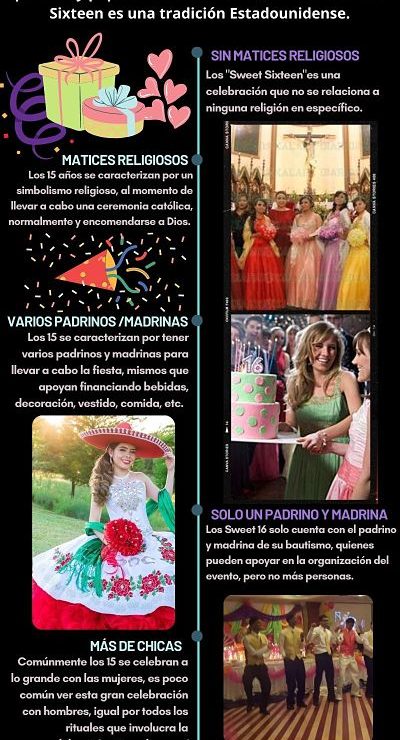 Sixteen es una tradición Estadounidense.
SIN MATICES RELIGIOSOS
Los "Sweet Sixteen"es una
celebración que no se relaciona a
ninguna religión en específico.
MATICES RELIGIOSOS
Los 15 años se caracterizan por un
simbolismo religioso, al momento de
llevar a cabo una ceremonia católica,
normalmente y encomendarse a Dios.
VARIOS PADRINOS /MADRINAS
Los 15 se caracterizan por tener
varios padrinos y madrinas para
llevar a cabo la fiesta, mismos que
apoyan financiando bebidas,
decoración, vestido, comida, etc.
16
SOLO UN PADRINO Y MADRINA
Los Sweet 16 solo cuenta con el padrino
y madrina de su bautismo, quienes
pueden apoyar en la organización del
evento, pero no más personas.
MÁS DE CHICAS
Comúnmente los 15 se celebran a
lo grande con las mujeres, es poco
común ver esta gran celebración
con hombres, igual por todos los
rituales que involucra la